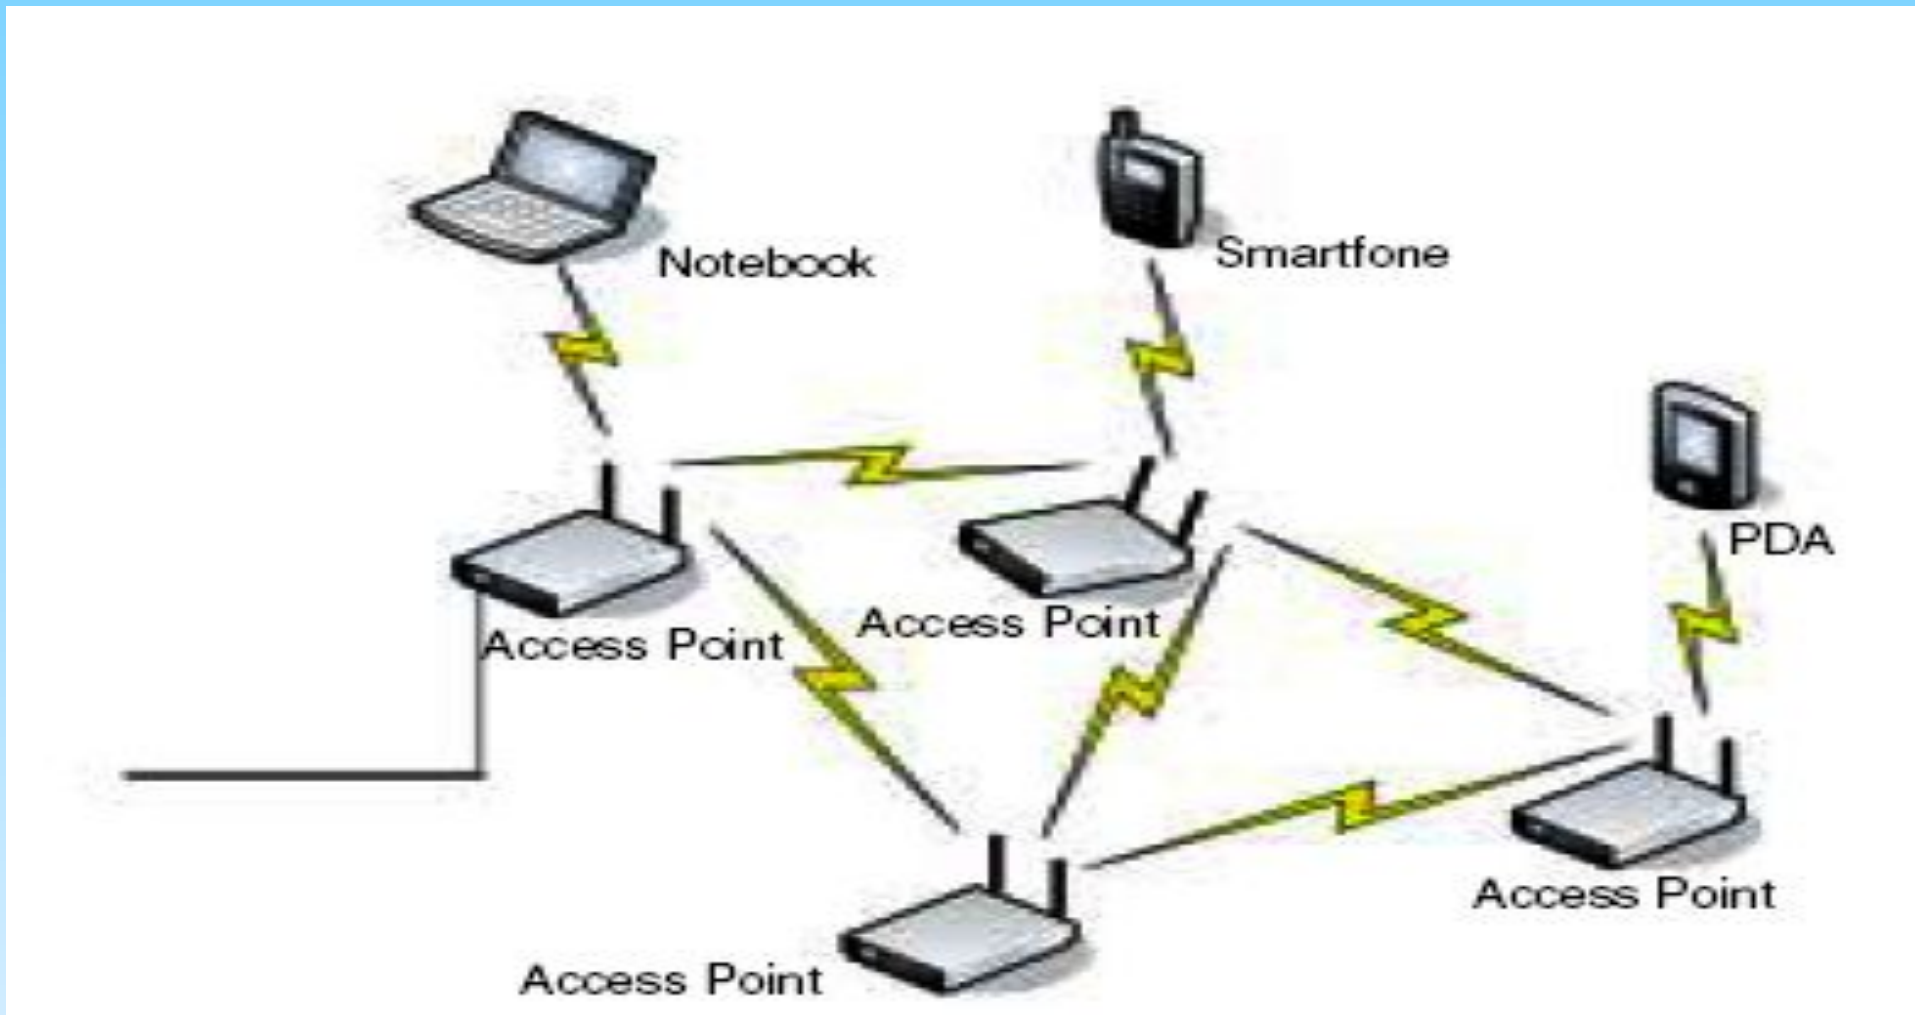 Notebook
Smartfone
PDA
Access Point
Access Point
Access Point
Access Point